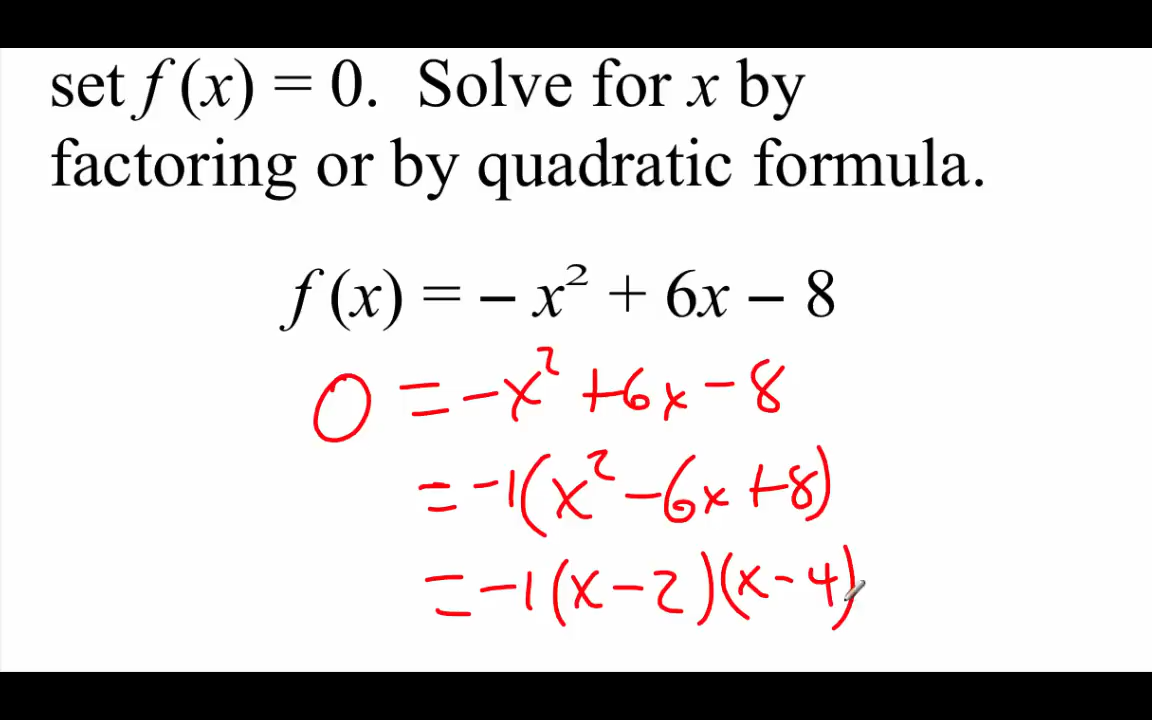 set f (x) = 0. Solve for x by
factoring or by quadratic formula.
f (x) = – x² + 6x – 8
0 = -x² +6x -8
= -1(x² -6x +8)
= -1(x-2)(x-4)